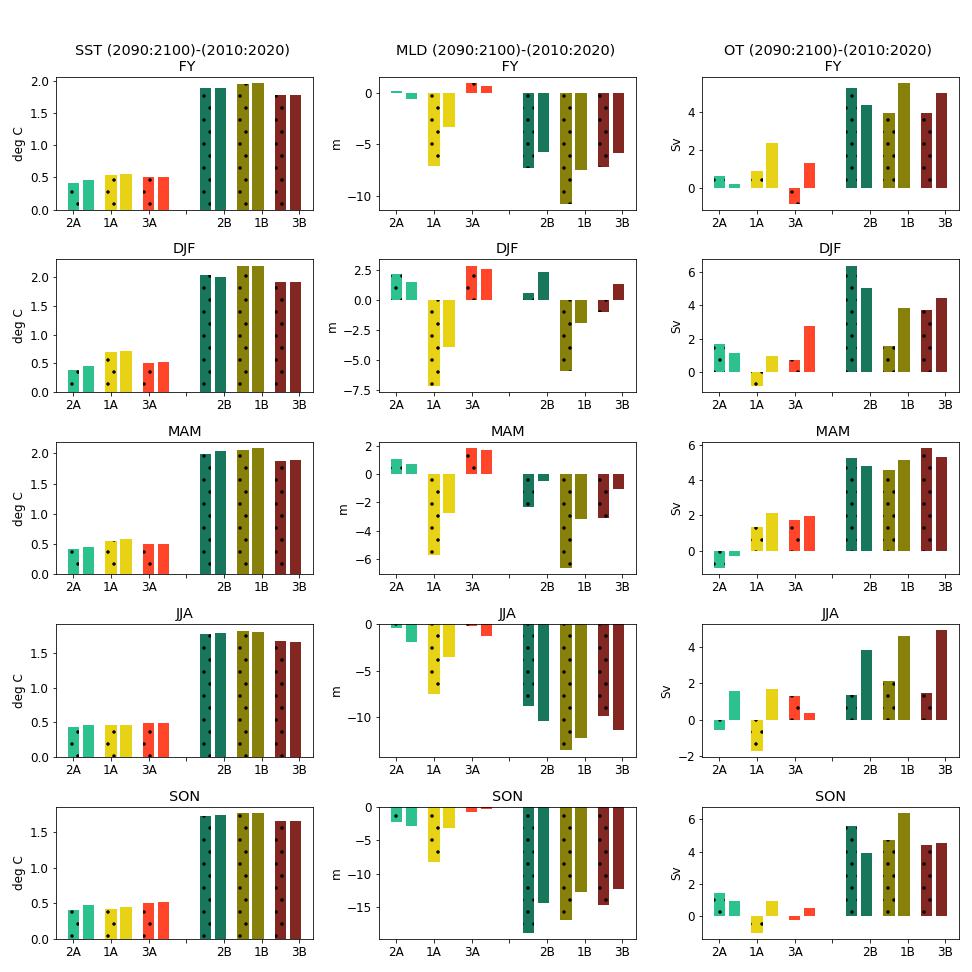 SST (2090:2100)-(2010:2020)
FY
deg C
2.0
1.5
1.0
0.5
0.0
2A 1A 3A 2B 1B 3B
MLD (2090:2100)-(2010:2020)
FY
m
0
−5
−10
2A 1A 3A 2B 1B 3B
OT (2090:2100)-(2010:2020)
FY
Sv
4
2
0
2A 1A 3A 2B 1B 3B
DJF
deg C
2.0
1.5
1.0
0.5
0.0
2A 1A 3A 2B 1B 3B
DJF
m
2.5
0.0
−2.5
−5.0
−7.5
2A 1A 3A 2B 1B 3B
DJF
Sv
6
4
2
0
2A 1A 3A 2B 1B 3B
MAM
deg C
2.0
1.5
1.0
0.5
0.0
2A 1A 3A 2B 1B 3B
MAM
m
2
0
−2
−4
−6
2A 1A 3A 2B 1B 3B
MAM
Sv
6
4
2
0
2A 1A 3A 2B 1B 3B
JJA
deg C
1.5
1.0
0.5
0.0
2A 1A 3A 2B 1B 3B
JJA
m
0
−5
−10
2A 1A 3A 2B 1B 3B
JJA
Sv
4
2
0
−2
2A 1A 3A 2B 1B 3B
SON
deg C
1.5
1.0
0.5
0.0
2A 1A 3A 2B 1B 3B
SON
m
0
−5
−10
−15
2A 1A 3A 2B 1B 3B
SON
Sv
6
4
2
0
2A 1A 3A 2B 1B 3B